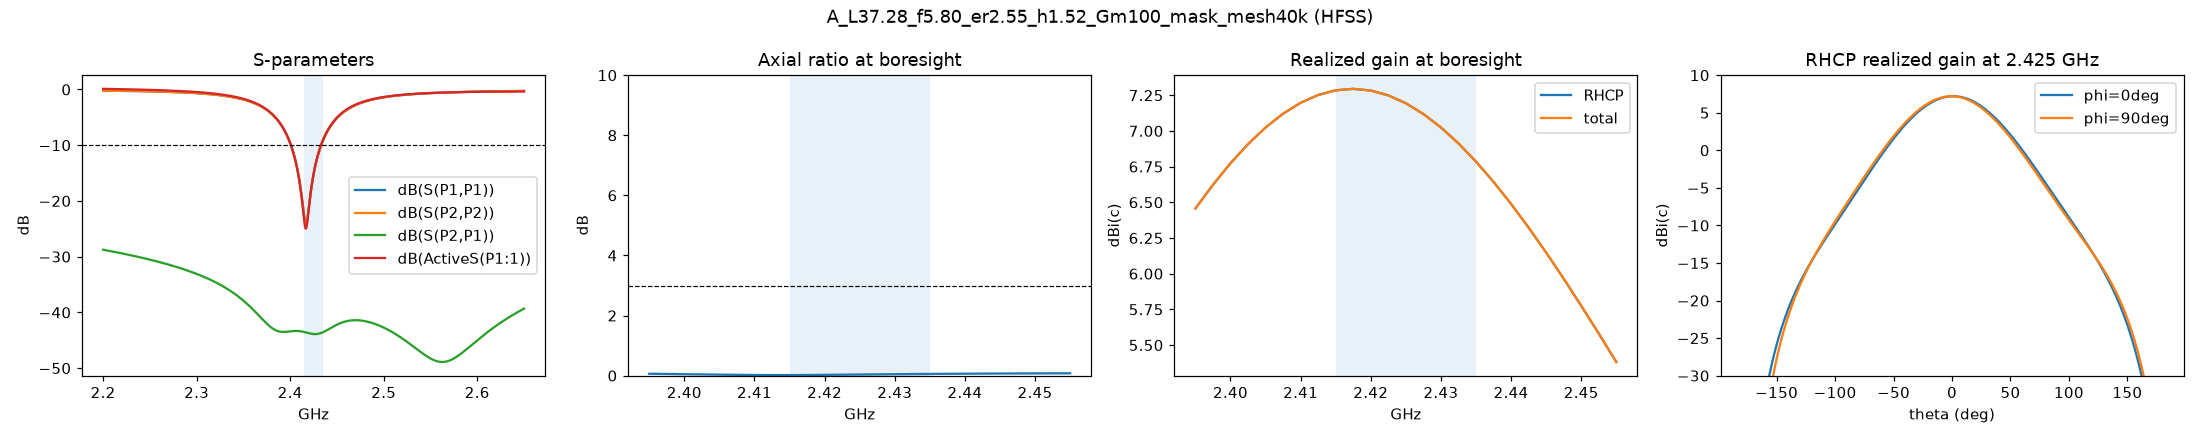 A_L37.28_f5.80_er2.55_h1.52_Gm100_mask_mesh40k (HFSS)
S-parameters
0
−10
−20
−30
−40
−50
dB
2.2 2.3 2.4 2.5 2.6
GHz
dB(S(P1,P1))
dB(S(P2,P2))
dB(S(P2,P1))
dB(ActiveS(P1:1))
Axial ratio at boresight
10
8
6
4
2
0
dB
2.40 2.41 2.42 2.43 2.44 2.45
GHz
Realized gain at boresight
7.25
7.00
6.75
6.50
6.25
6.00
5.75
5.50
dBi(c)
2.40 2.41 2.42 2.43 2.44 2.45
GHz
RHCP
total
RHCP realized gain at 2.425 GHz
10
5
0
−5
−10
−15
−20
−25
−30
dBi(c)
−150 −100 −50 0 50 100 150
theta (deg)
phi=0deg
phi=90deg